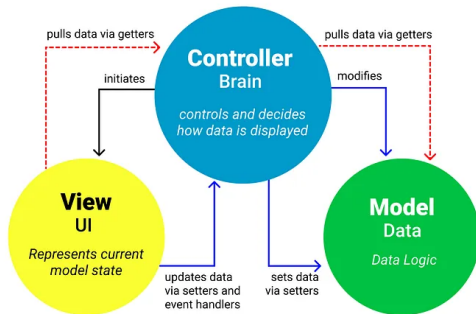 pulls data via getters
pulls data via getters
Controller
Brain
initiates
modifies
controls and decides
how data is displayed
View
UI
Represents current
model state
Model
Data
Data Logic
updates data
via setters and
event handlers
sets data
via setters